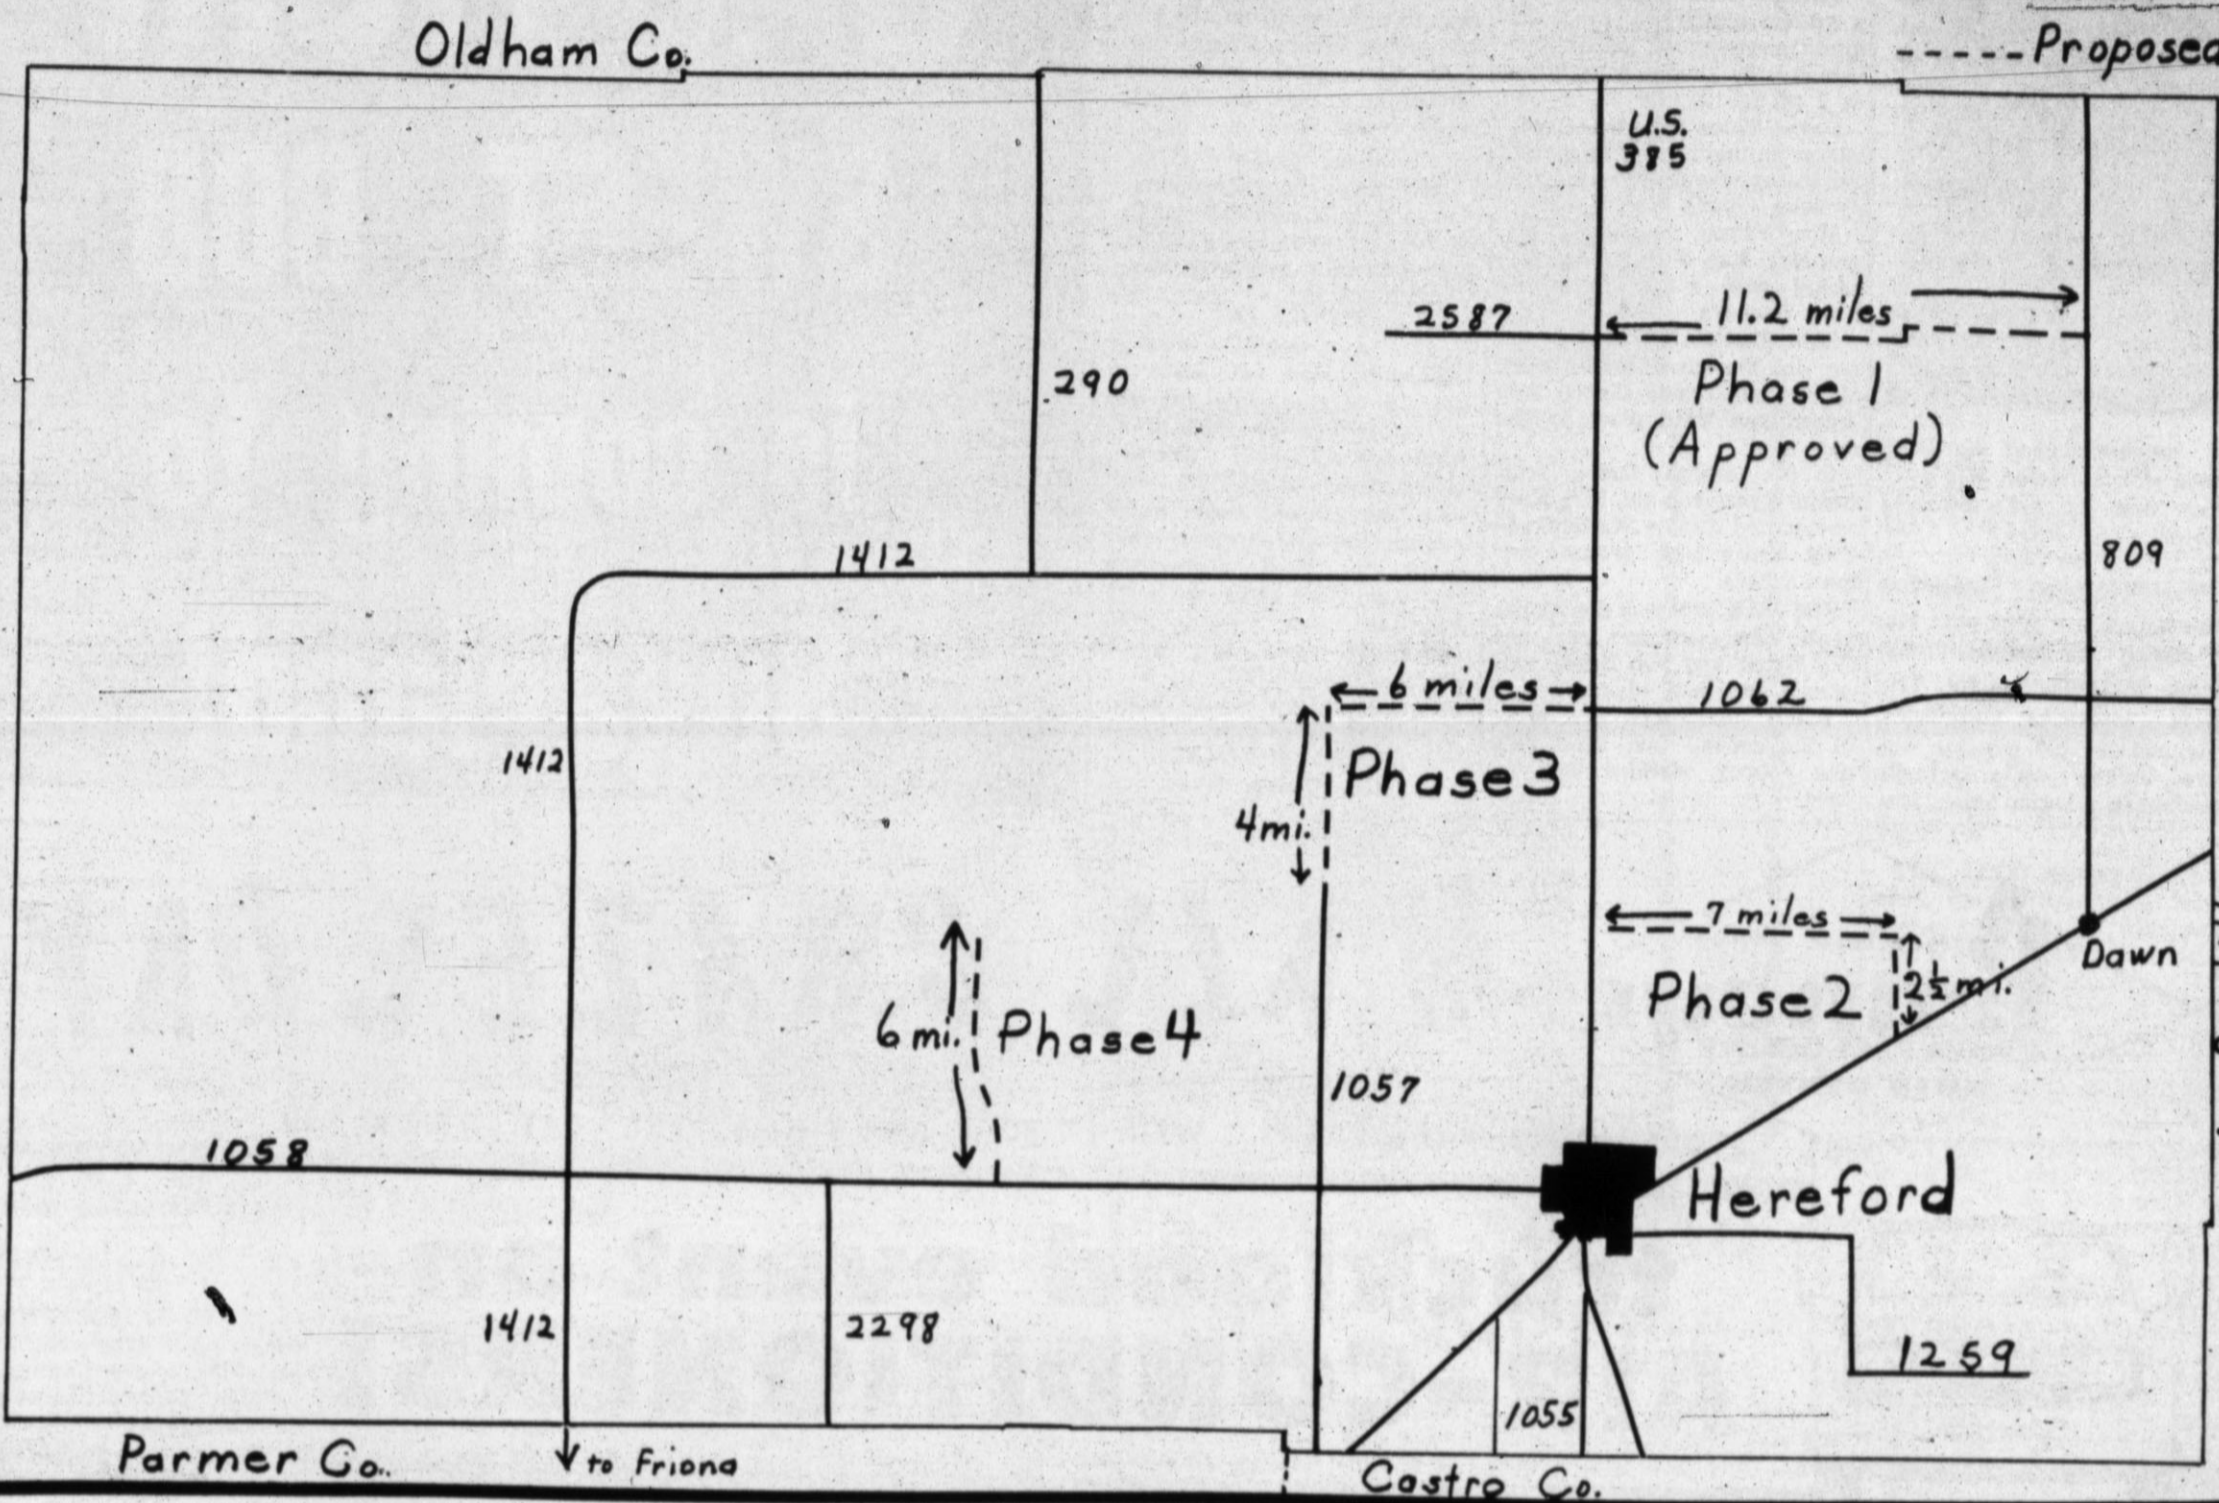 Oldham Co.
----- Proposed
U.S.
385
2587
11.2 miles
290
Phase 1
(Approved)
1412
809
6 miles
1062
1412
Phase 3
4 mi.
7 miles
Dawn
Phase 2
2½ mi.
6 mi.
Phase 4
1057
1058
Hereford
1412
2298
1259
1055
Parmer Co.
to Friona
Castro Co.